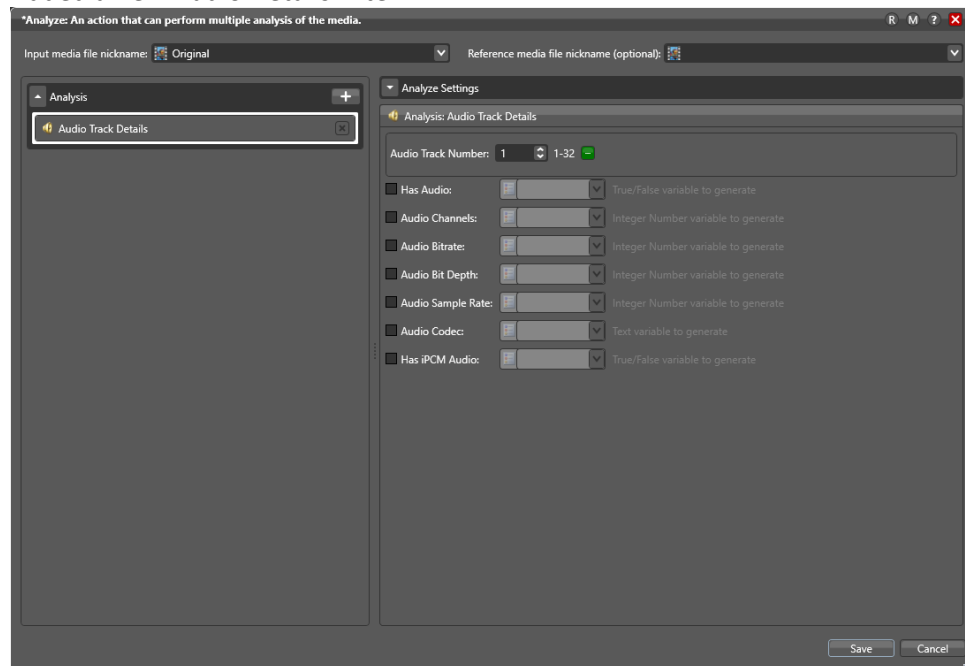 *Analyze: An action that can perform multiple analysis of the media. R M ?
Input media file nickname: Original Reference media file nickname (optional):
Analysis +
Audio Track Details
Analyze Settings
Analysis: Audio Track Details
Audio Track Number: 1 1-32
Has Audio: True/False variable to generate
Audio Channels: Integer Number variable to generate
Audio Bitrate: Integer Number variable to generate
Audio Bit Depth: Integer Number variable to generate
Audio Sample Rate: Integer Number variable to generate
Audio Codec: Text variable to generate
Has iPCM Audio: True/False variable to generate
Save Cancel